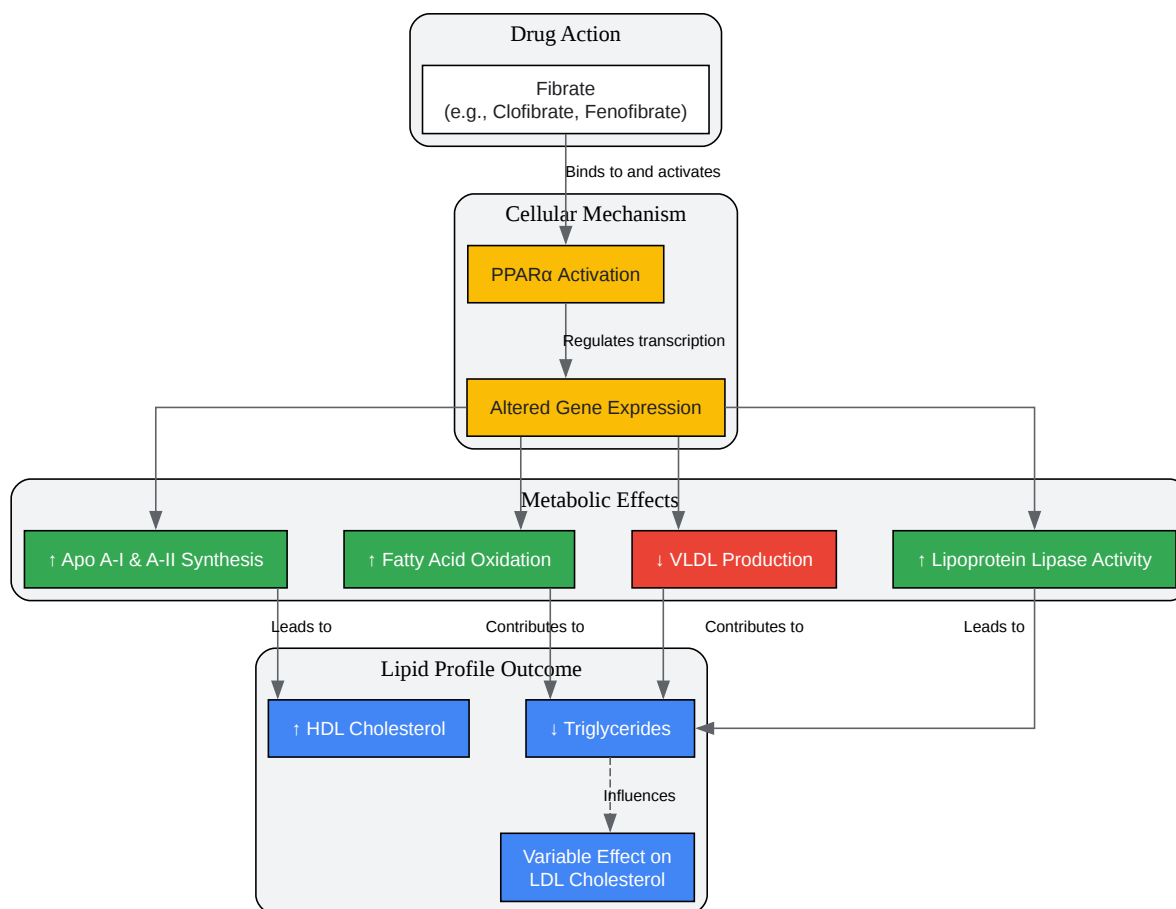 Drug Action
Fibrate
(e.g., Clofibrate, Fenofibrate)
Binds to and activates
Cellular Mechanism
PPARα Activation
Regulates transcription
Altered Gene Expression
Metabolic Effects
↑ Apo A-I & A-II Synthesis
↑ Fatty Acid Oxidation
↓ VLDL Production
↑ Lipoprotein Lipase Activity
Leads to
Contributes to
Contributes to
Leads to
Lipid Profile Outcome
↑ HDL Cholesterol
↓ Triglycerides
Influences
Variable Effect on
LDL Cholesterol